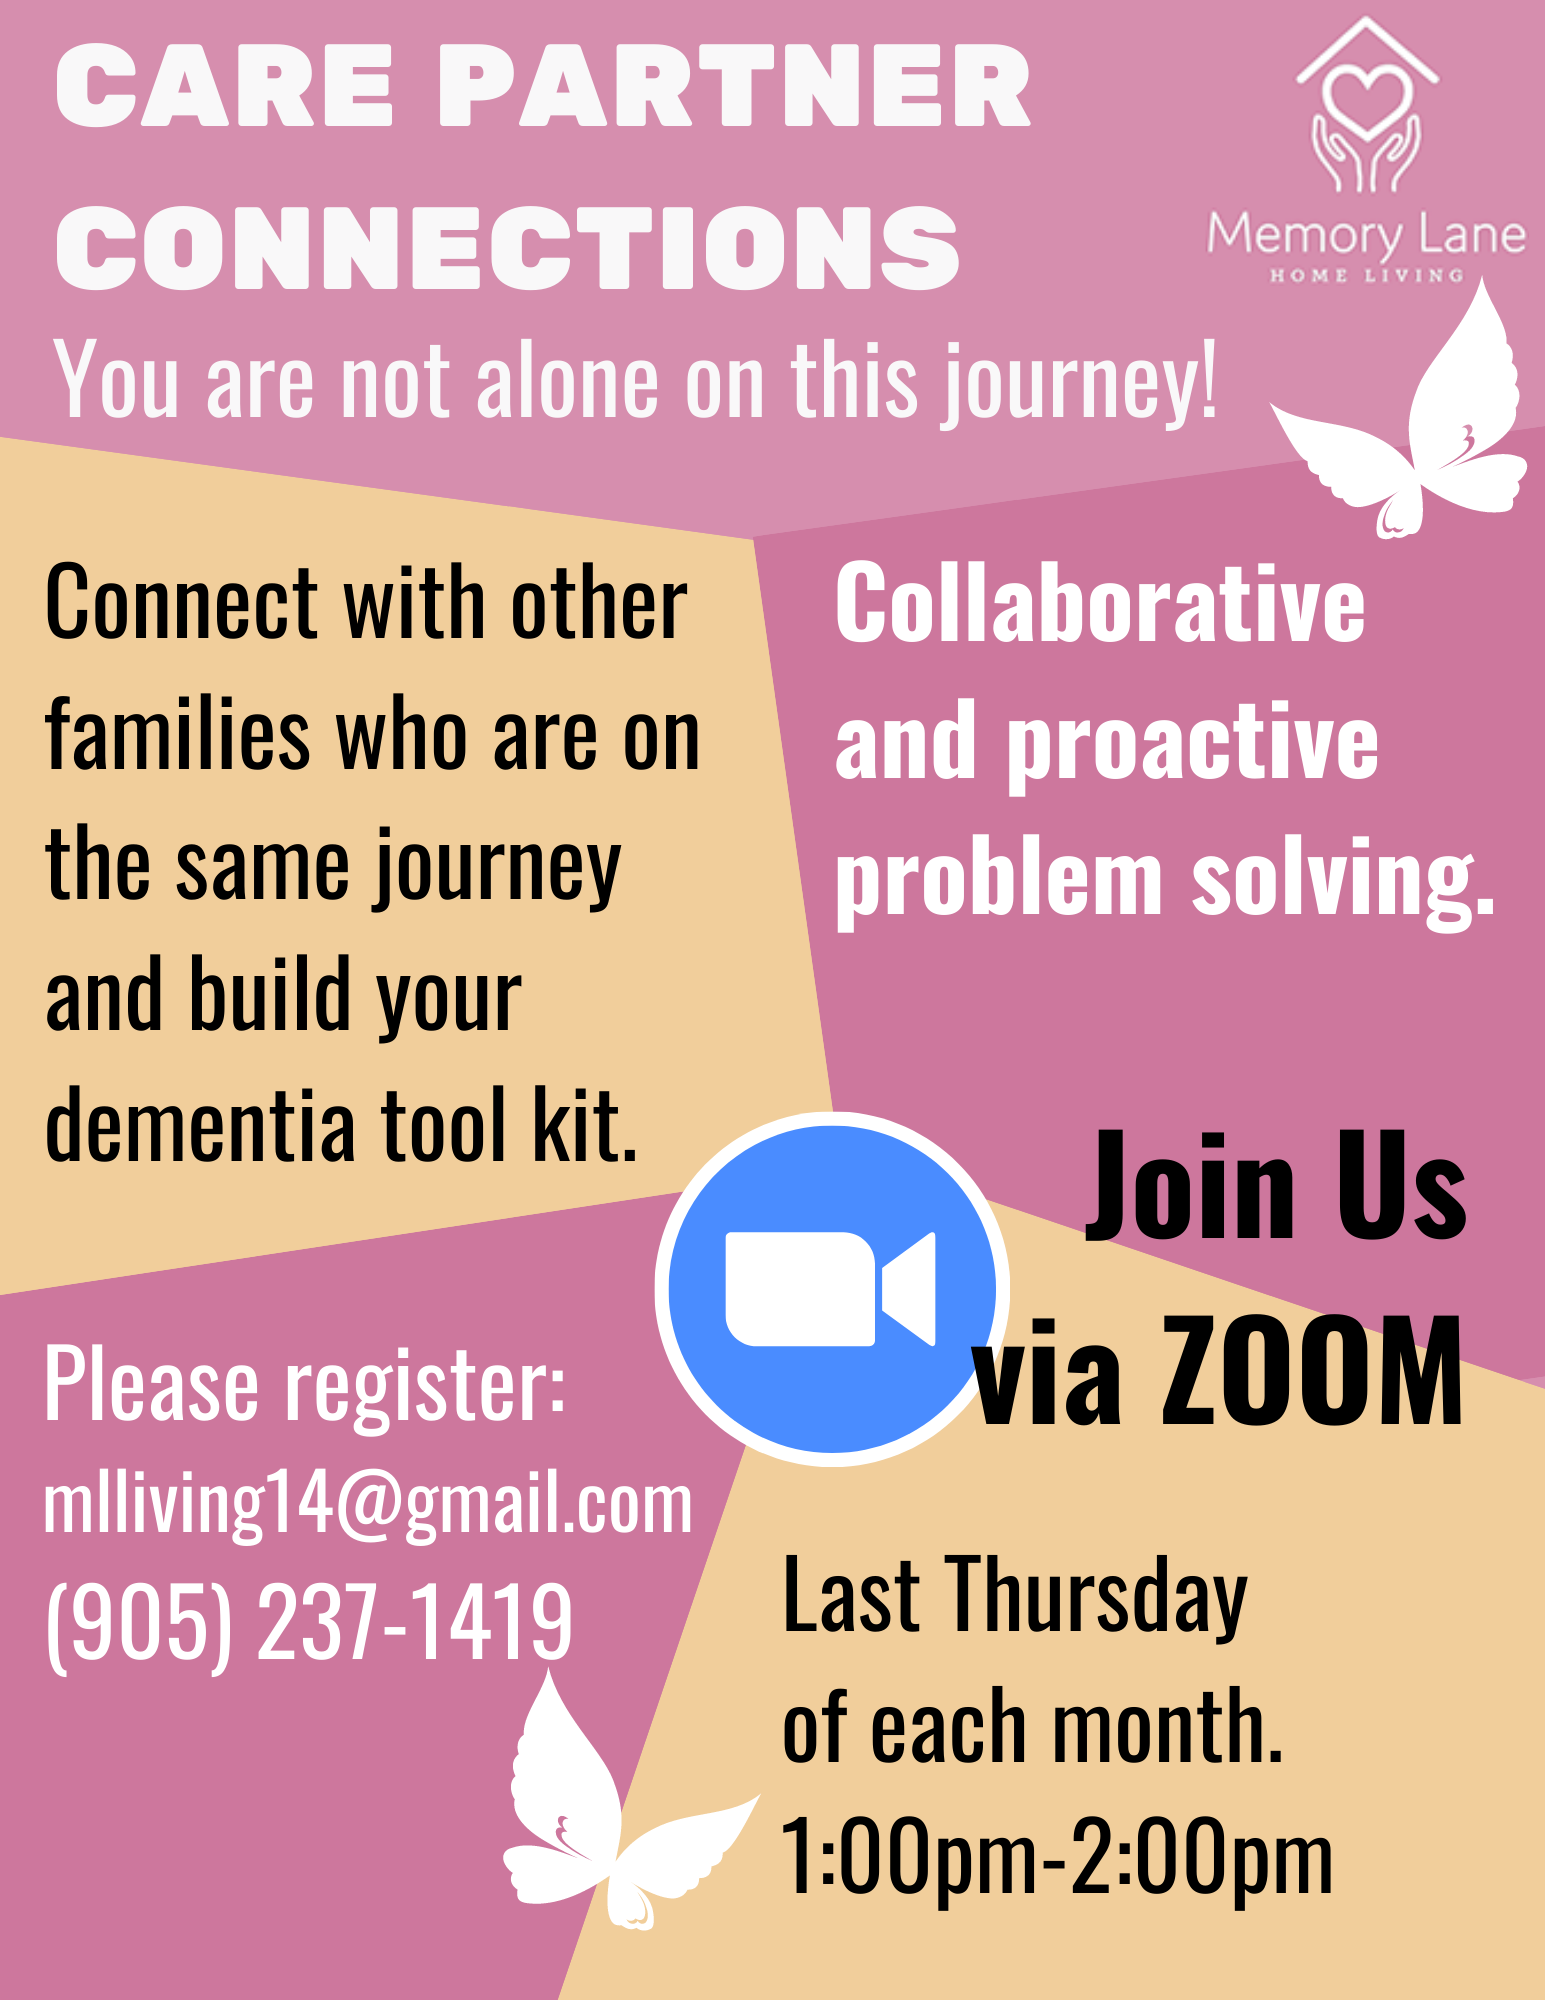 CARE PARTNER
CONNECTIONS
Memory Lane
HOME LIVING
You are not alone on this journey!
Connect with other
families who are on
the same journey
and build your
dementia tool kit.
Collaborative
and proactive
problem solving.
Join Us
via ZOOM
Please register:
mlliving14@gmail.com
(905) 237-1419
Last Thursday
of each month.
1:00pm-2:00pm